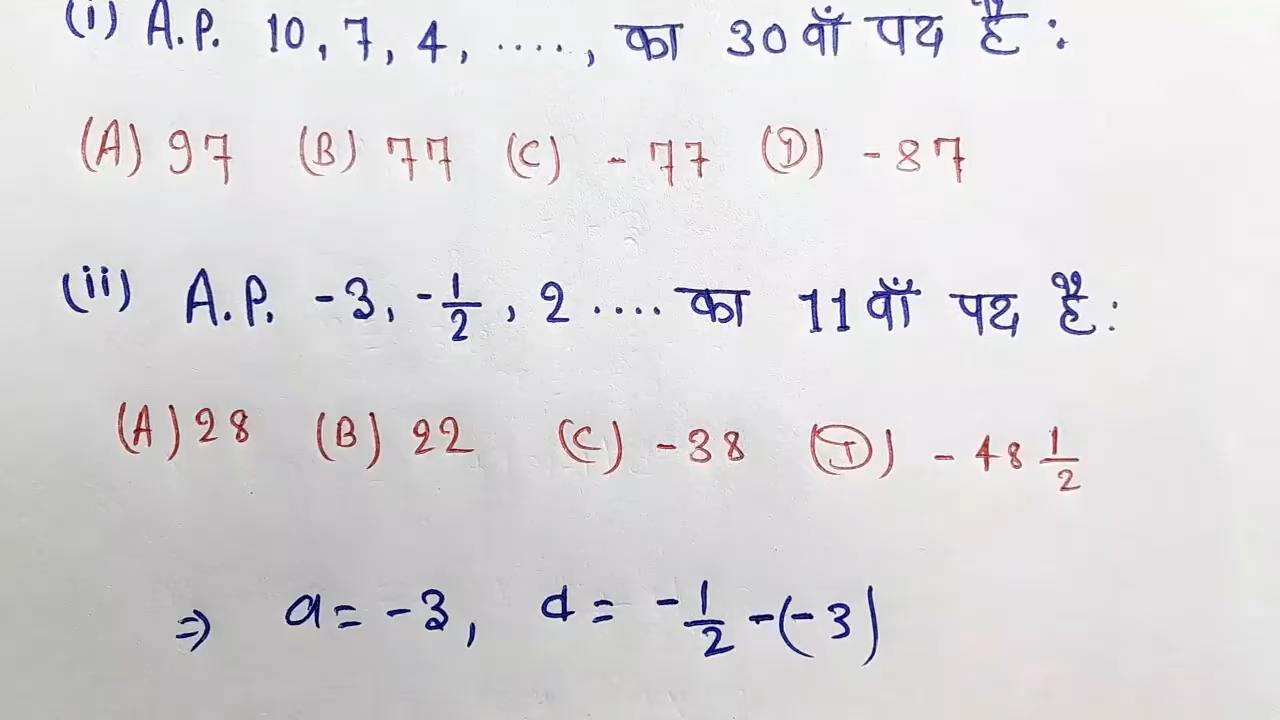 (i) A.P. 10, 7, 4, ....., का 30वाँ पद है :
(A) 97 (B) 77 (C) - 77 (D) - 87
(ii) A.P. -3, -1/2, 2 .... का 11वाँ पद है :
(A) 28 (B) 22 (C) -38 (D) - 48 1/2
⇒ a = -3, d = -1/2 -(-3)